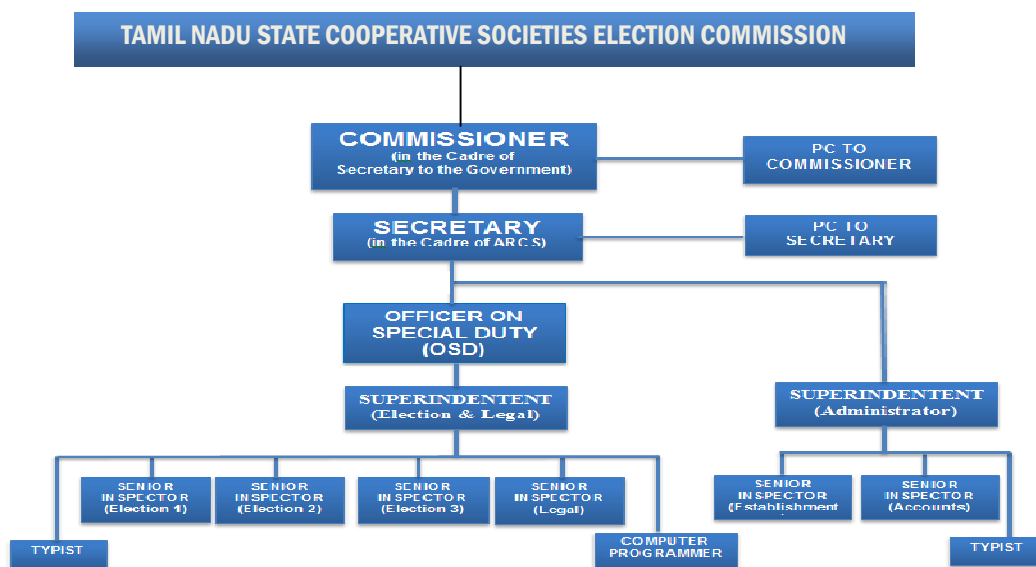 TAMIL NADU STATE COOPERATIVE SOCIETIES ELECTION COMMISSION
COMMISSIONER
(in the Cadre of
Secretary to the Government)
PC TO
COMMISSIONER
SECRETARY
(in the Cadre of ARCS)
PC TO
SECRETARY
OFFICER ON
SPECIAL DUTY
(OSD)
SUPERINDENTENT
(Election & Legal)
SUPERINDENTENT
(Administrator)
SENIOR
INSPECTOR
(Election 1)
SENIOR
INSPECTOR
(Election 2)
SENIOR
INSPECTOR
(Election 3)
SENIOR
INSPECTOR
(Legal)
SENIOR
INSPECTOR
(Establishment
SENIOR
INSPECTOR
(Accounts)
TYPIST
COMPUTER
PROGRAMMER
TYPIST